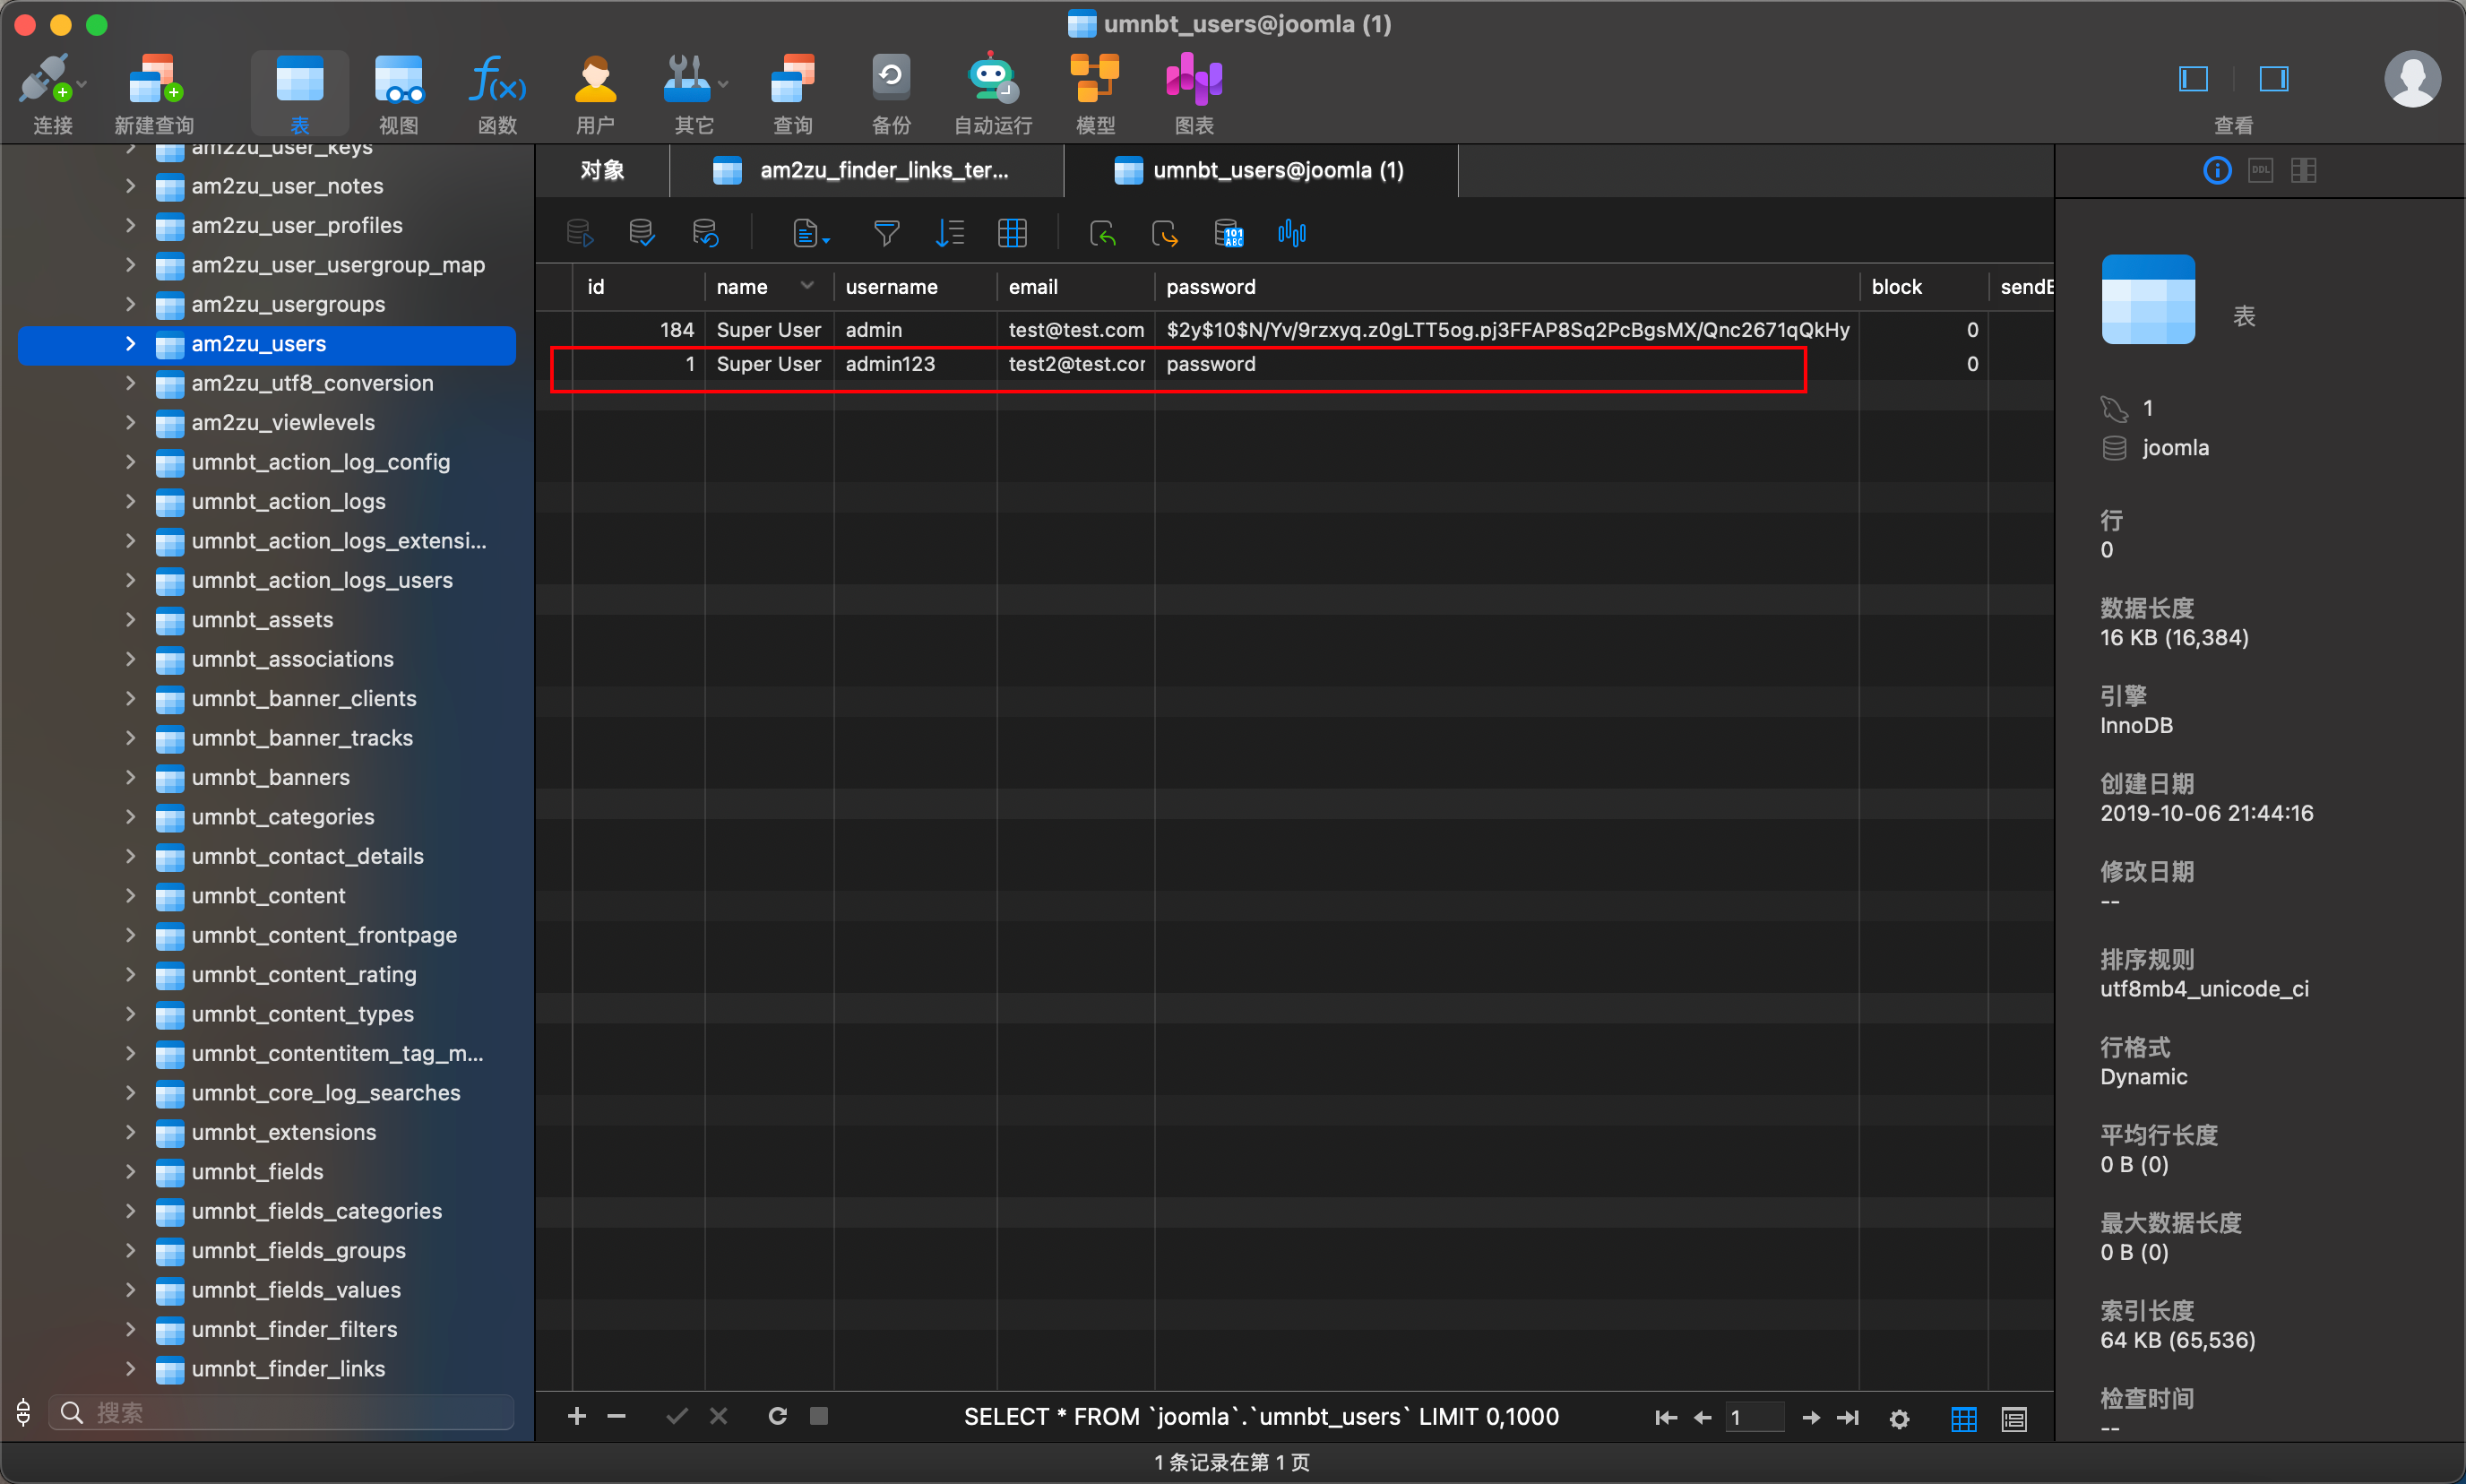 umnbt_users@joomla (1)
连接
新建查询
表
视图
函数
用户
其它
查询
备份
自动运行
模型
图表
查看
am2zu_user_keys
am2zu_user_notes
am2zu_user_profiles
am2zu_user_usergroup_map
am2zu_usergroups
am2zu_users
am2zu_utf8_conversion
am2zu_viewlevels
umnbt_action_log_config
umnbt_action_logs
umnbt_action_logs_extensi...
umnbt_action_logs_users
umnbt_assets
umnbt_associations
umnbt_banner_clients
umnbt_banner_tracks
umnbt_banners
umnbt_categories
umnbt_contact_details
umnbt_content
umnbt_content_frontpage
umnbt_content_rating
umnbt_content_types
umnbt_contentitem_tag_m...
umnbt_core_log_searches
umnbt_extensions
umnbt_fields
umnbt_fields_categories
umnbt_fields_groups
umnbt_fields_values
umnbt_finder_filters
umnbt_finder_links
搜索
对象
am2zu_finder_links_ter...
umnbt_users@joomla (1)
101
ABC
id name username email password block sendE
184 Super User admin test@test.com $2y$10$N/Yv/9rzxyq.z0gLTT5og.pj3FFAP8Sq2PcBgsMX/Qnc2671qQkHy 0
1 Super User admin123 test2@test.cor password 0
SELECT * FROM `joomla`.`umnbt_users` LIMIT 0,1000
1
DDL
表
1
joomla
行
0
数据长度
16 KB (16,384)
引擎
InnoDB
创建日期
2019-10-06 21:44:16
修改日期
--
排序规则
utf8mb4_unicode_ci
行格式
Dynamic
平均行长度
0 B (0)
最大数据长度
0 B (0)
索引长度
64 KB (65,536)
检查时间
--
1 条记录在第 1 页